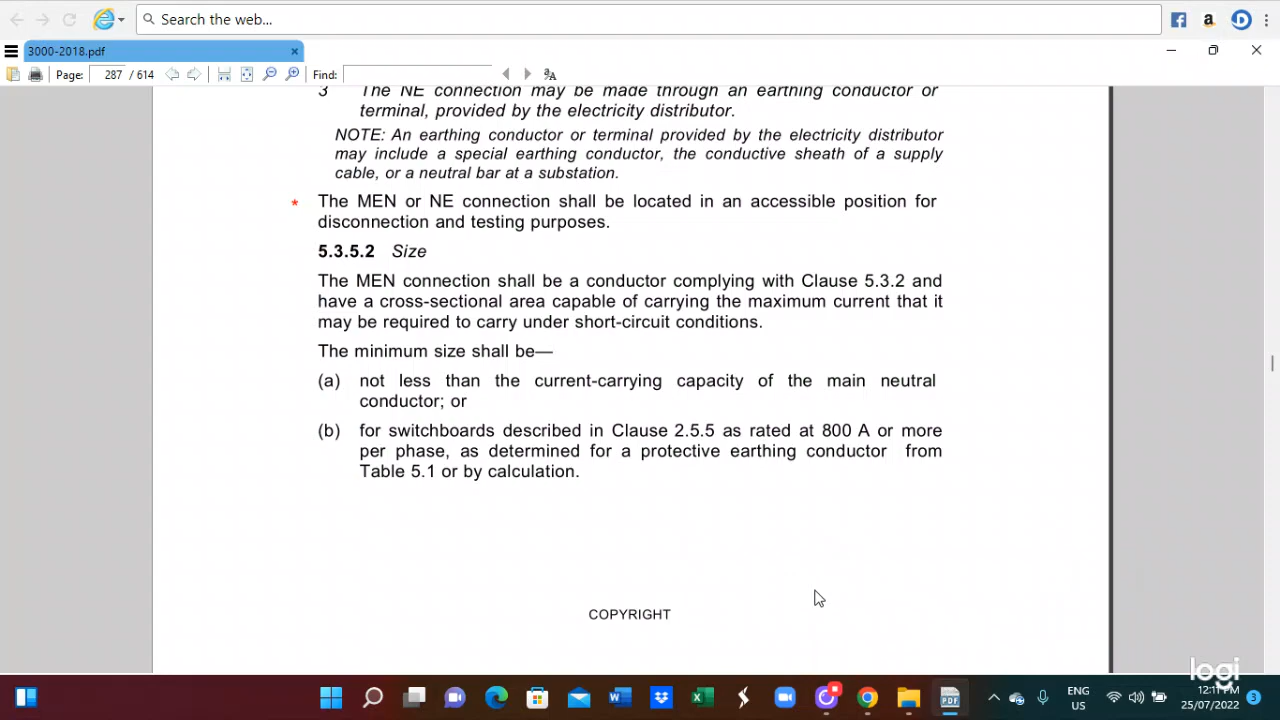 Search the web...
3000-2018.pdf
Page: 287 / 614 Find:
3 The NE connection may be made through an earthing conductor or
terminal, provided by the electricity distributor.
NOTE: An earthing conductor or terminal provided by the electricity distributor
may include a special earthing conductor, the conductive sheath of a supply
cable, or a neutral bar at a substation.
* The MEN or NE connection shall be located in an accessible position for
disconnection and testing purposes.
5.3.5.2 Size
The MEN connection shall be a conductor complying with Clause 5.3.2 and
have a cross-sectional area capable of carrying the maximum current that it
may be required to carry under short-circuit conditions.
The minimum size shall be—
(a) not less than the current-carrying capacity of the main neutral
conductor; or
(b) for switchboards described in Clause 2.5.5 as rated at 800 A or more
per phase, as determined for a protective earthing conductor from
Table 5.1 or by calculation.
COPYRIGHT
logi
ENG
US
12:11 PM
25/07/2022
3